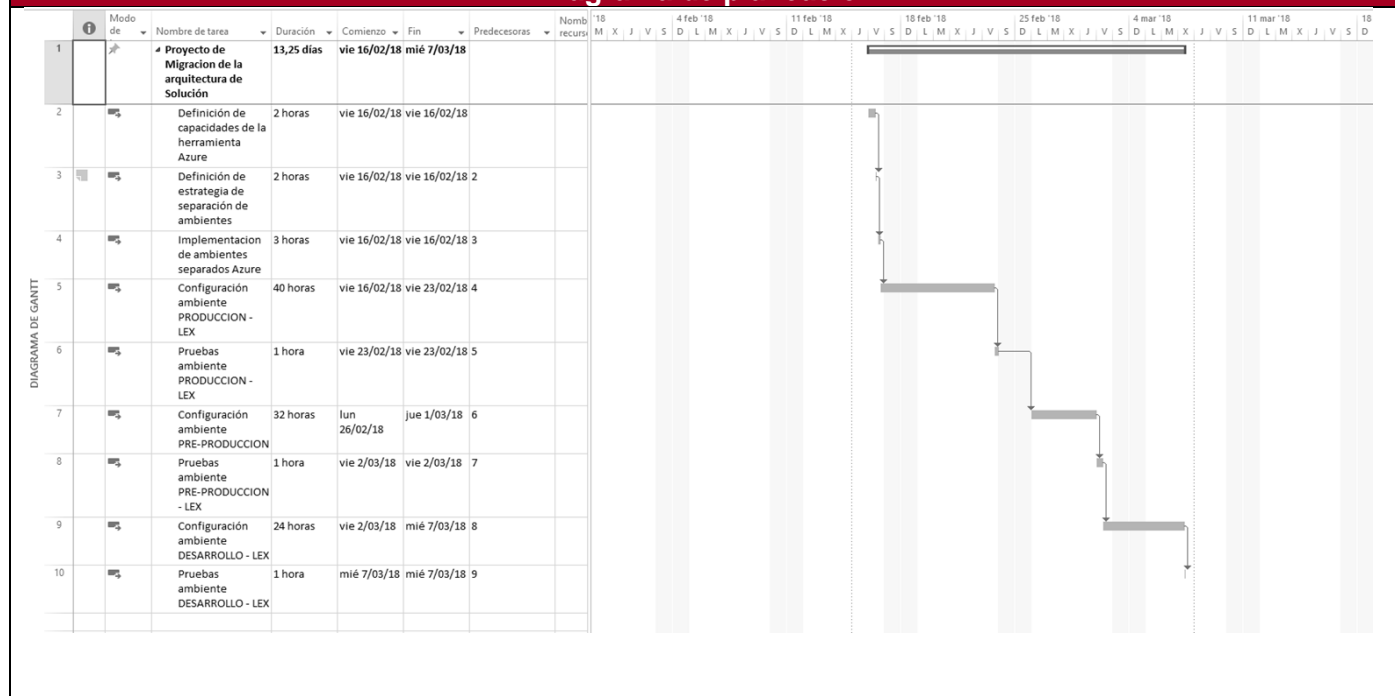 Modo
de
Nombre de tarea
Duración
Comienzo
Fin
Predecesoras
Nomb
recurs
'18
4 feb '18
11 feb '18
18 feb '18
25 feb '18
4 mar '18
11 mar '18
18
M X J V S D L M X J V S D L M X J V S D L M X J V S D L M X J V S D L M X J V S D L M X J V S D
DIAGRAMA DE GANTT
1 Proyecto de 13,25 días vie 16/02/18 mié 7/03/18
Migracion de la
arquitectura de
Solución
2 Definición de 2 horas vie 16/02/18 vie 16/02/18
capacidades de la
herramienta
Azure
3 Definición de 2 horas vie 16/02/18 vie 16/02/18 2
estrategia de
separación de
ambientes
4 Implementacion 3 horas vie 16/02/18 vie 16/02/18 3
de ambientes
separados Azure
5 Configuración 40 horas vie 16/02/18 vie 23/02/18 4
ambiente
PRODUCCION -
LEX
6 Pruebas 1 hora vie 23/02/18 vie 23/02/18 5
ambiente
PRODUCCION -
LEX
7 Configuración 32 horas lun jue 1/03/18 6
ambiente 26/02/18
PRE-PRODUCCION
8 Pruebas 1 hora vie 2/03/18 vie 2/03/18 7
ambiente
PRE-PRODUCCION
- LEX
9 Configuración 24 horas vie 2/03/18 mié 7/03/18 8
ambiente
DESARROLLO - LEX
10 Pruebas 1 hora mié 7/03/18 mié 7/03/18 9
ambiente
DESARROLLO - LEX